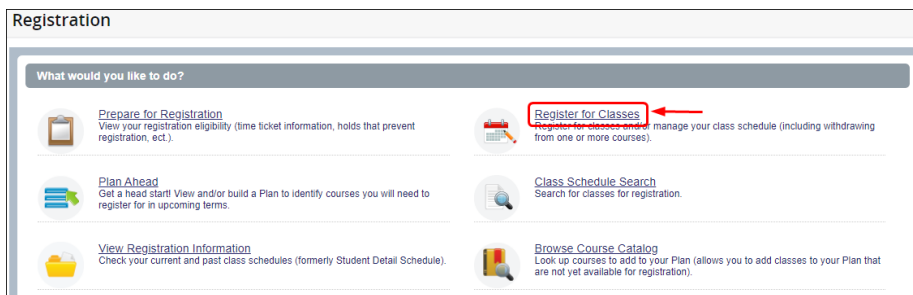 Registration
What would you like to do?
Prepare for Registration
View your registration eligibility (time ticket information, holds that prevent
registration, ect.).
Register for Classes
Register for classes and/or manage your class schedule (including withdrawing
from one or more courses).
Plan Ahead
Get a head start! View and/or build a Plan to identify courses you will need to
register for in upcoming terms.
Class Schedule Search
Search for classes for registration.
View Registration Information
Check your current and past class schedules (formerly Student Detail Schedule).
Browse Course Catalog
Look up courses to add to your Plan (allows you to add classes to your Plan that
are not yet available for registration).